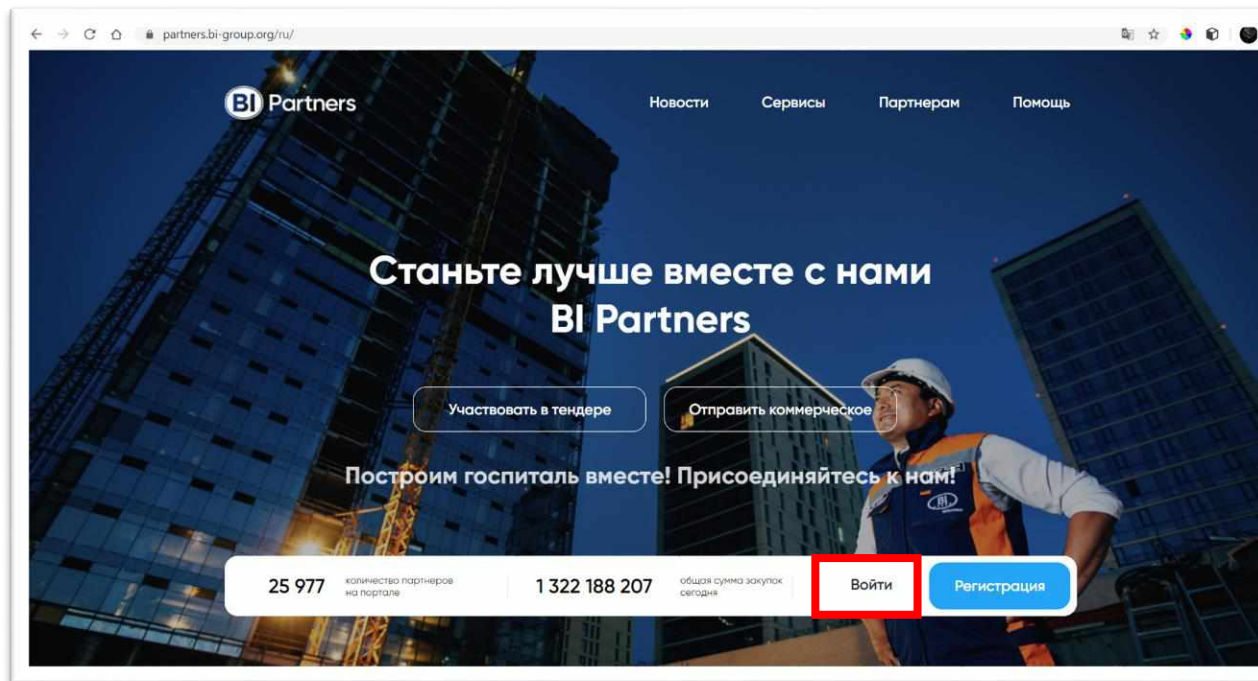 partners.bi-group.org/ru/
BI Partners
Новости Сервисы Партнерам Помощь
Станьте лучше вместе с нами
BI Partners
Участвовать в тендере Отправить коммерческое
Построим госпиталь вместе! Присоединяйтесь к нам!
25 977 количество партнеров
на портале
1 322 188 207 общая сумма закупок
сегодня
Войти Регистрация